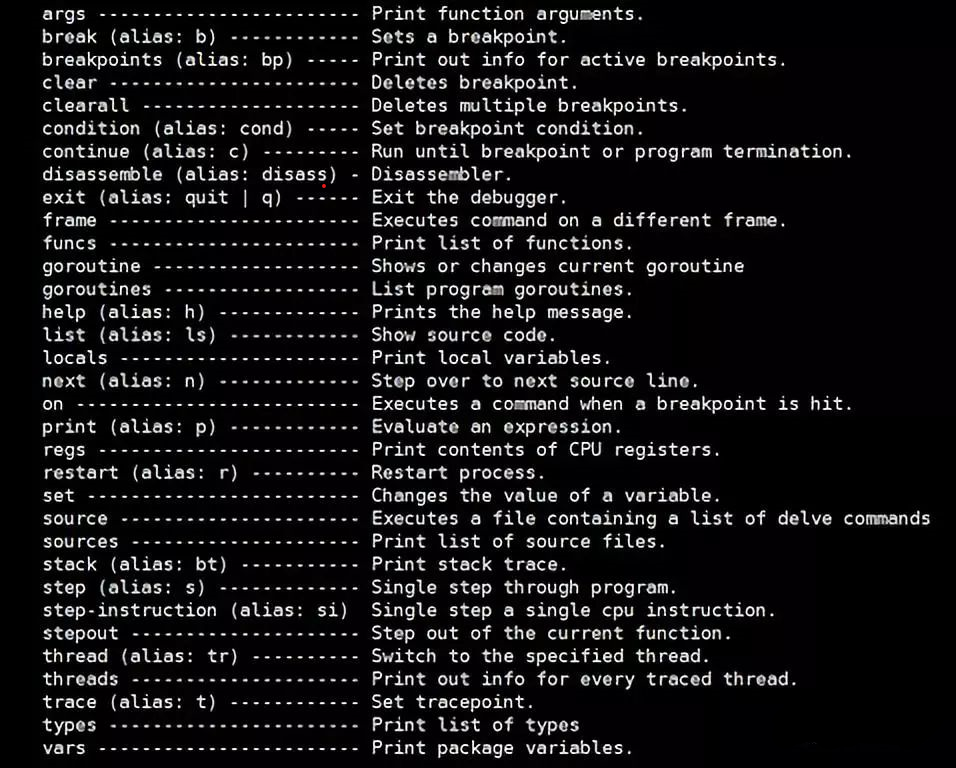 args ------------------------ Print function arguments.
break (alias: b) ------------ Sets a breakpoint.
breakpoints (alias: bp) ----- Print out info for active breakpoints.
clear ----------------------- Deletes breakpoint.
clearall -------------------- Deletes multiple breakpoints.
condition (alias: cond) ----- Set breakpoint condition.
continue (alias: c) --------- Run until breakpoint or program termination.
disassemble (alias: disass) - Disassembler.
exit (alias: quit | q) ------ Exit the debugger.
frame ----------------------- Executes command on a different frame.
funcs ----------------------- Print list of functions.
goroutine ------------------- Shows or changes current goroutine
goroutines ------------------ List program goroutines.
help (alias: h) ------------- Prints the help message.
list (alias: ls) ------------ Show source code.
locals ---------------------- Print local variables.
next (alias: n) ------------- Step over to next source line.
on -------------------------- Executes a command when a breakpoint is hit.
print (alias: p) ------------ Evaluate an expression.
regs ------------------------ Print contents of CPU registers.
restart (alias: r) ---------- Restart process.
set ------------------------- Changes the value of a variable.
source ---------------------- Executes a file containing a list of delve commands
sources --------------------- Print list of source files.
stack (alias: bt) ----------- Print stack trace.
step (alias: s) ------------- Single step through program.
step-instruction (alias: si)  Single step a single cpu instruction.
stepout --------------------- Step out of the current function.
thread (alias: tr) ---------- Switch to the specified thread.
threads --------------------- Print out info for every traced thread.
trace (alias: t) ------------ Set tracepoint.
types ----------------------- Print list of types
vars ------------------------ Print package variables.